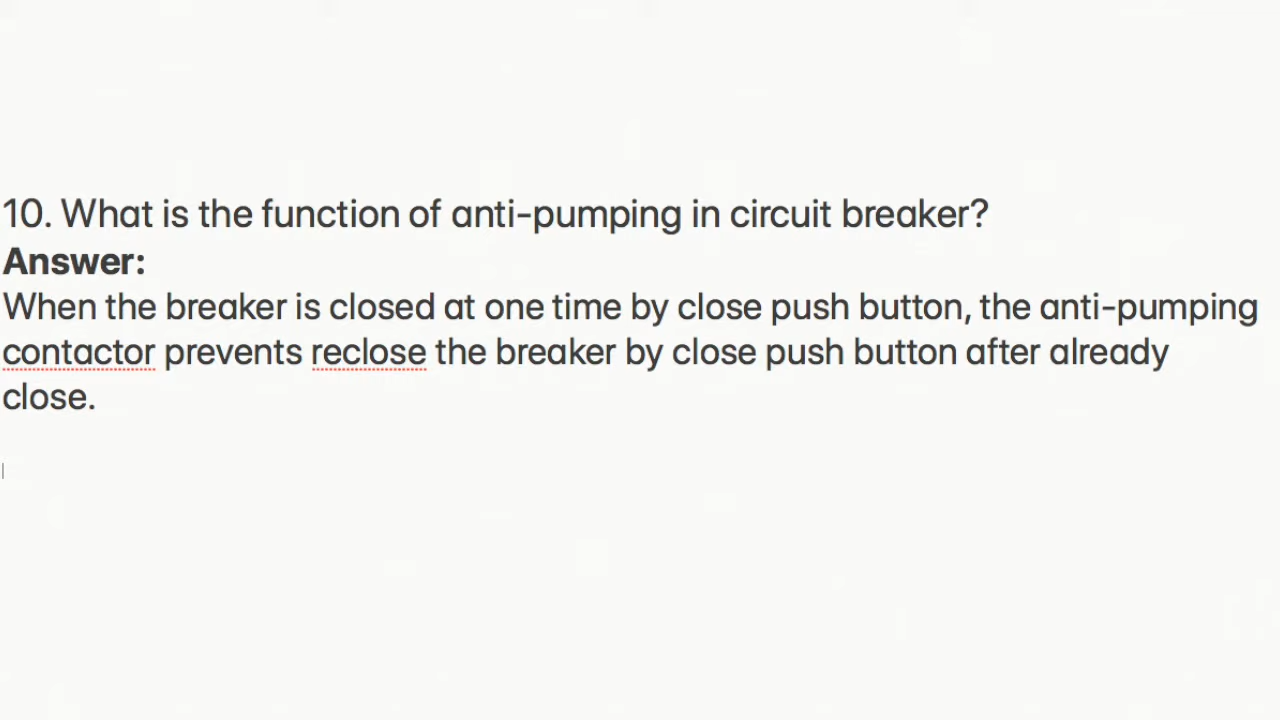 10. What is the function of anti-pumping in circuit breaker?
Answer:
When the breaker is closed at one time by close push button, the anti-pumping
contactor prevents reclose the breaker by close push button after already
close.